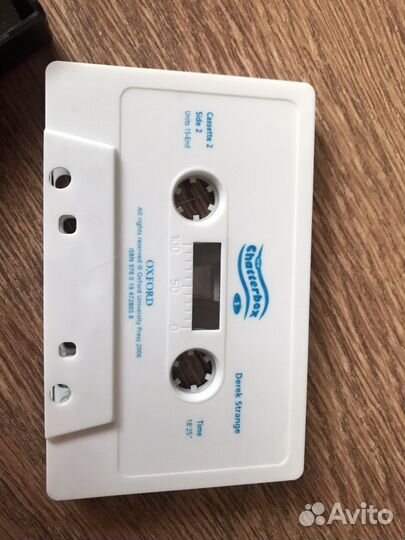 Chatterbox
Derek Strange
Cassette 2
Side 2
Units 15-End
100 50 0
Time
18'25"
OXFORD
All rights reserved © Oxford University Press 2006
ISBN 978 0 19 472805 8
Avito